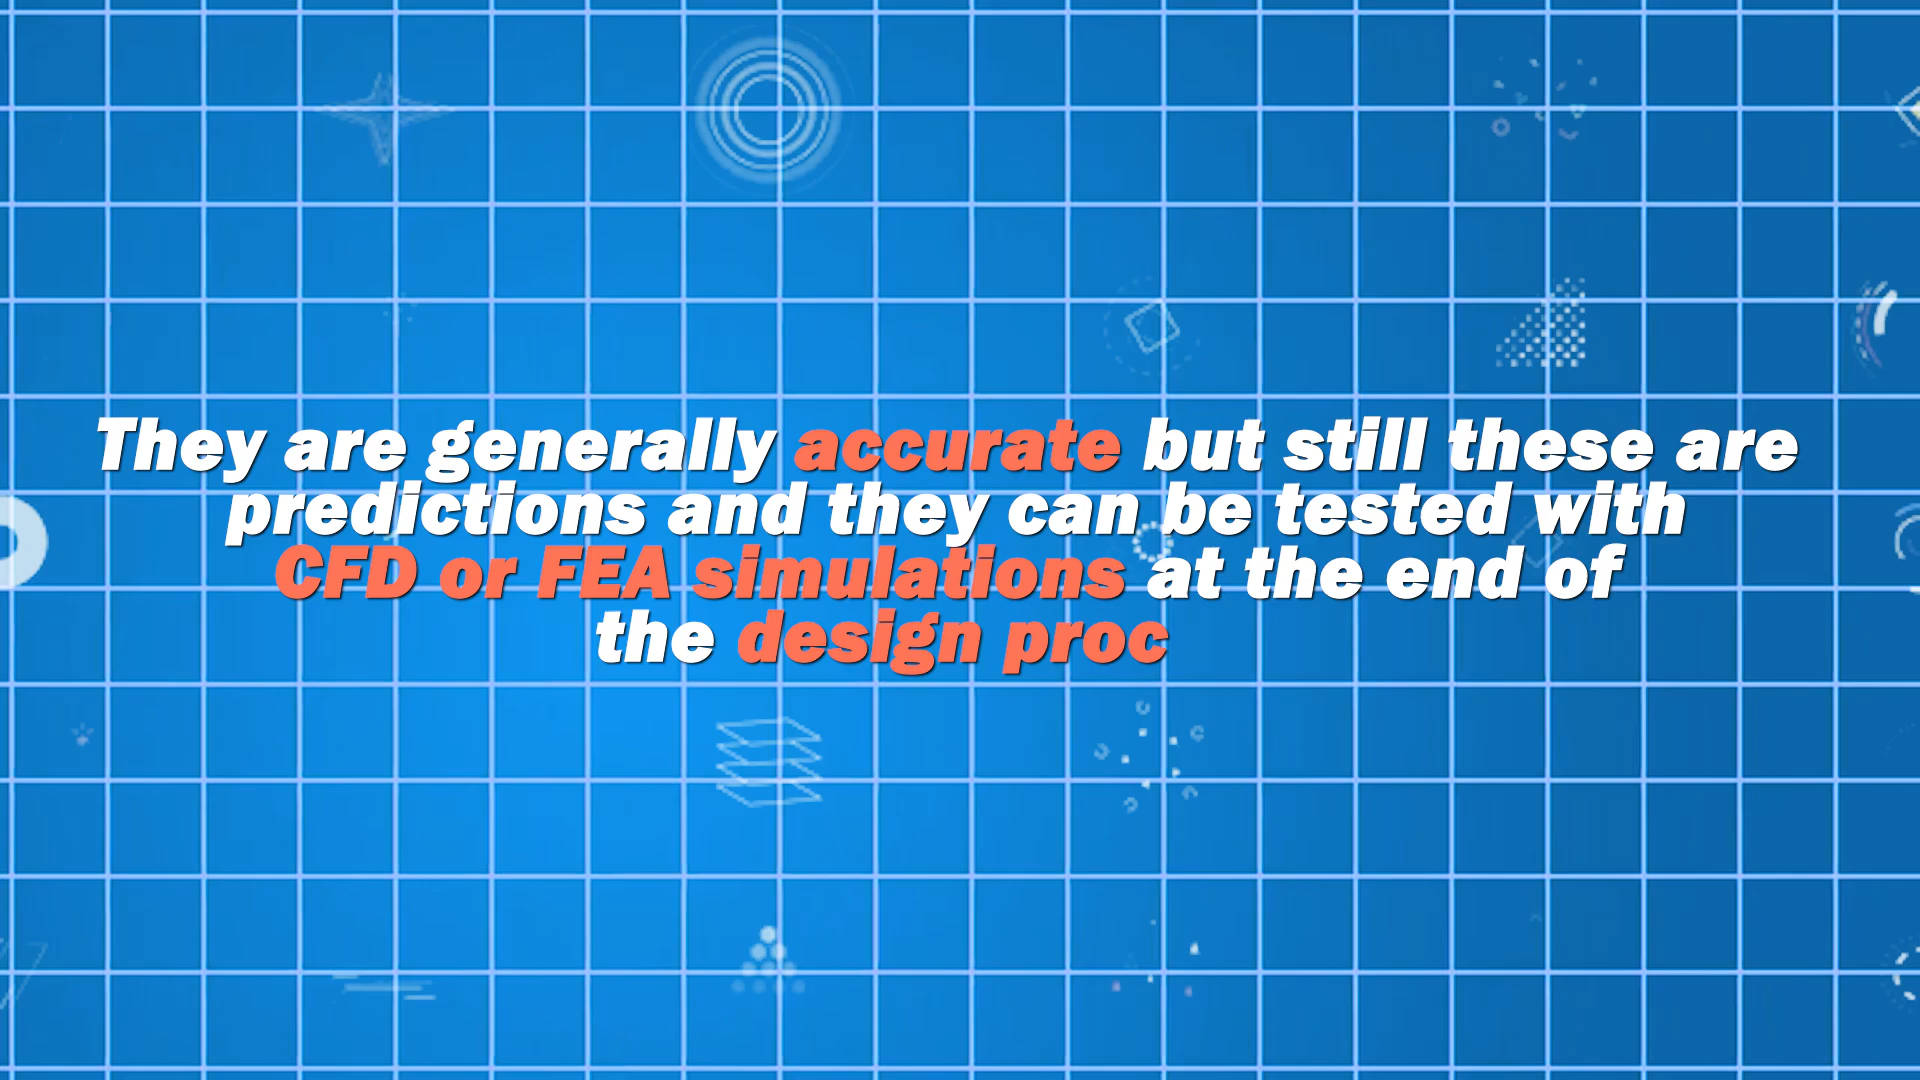 They are generally accurate but still these are
predictions and they can be tested with
CFD or FEA simulations at the end of
the design proc